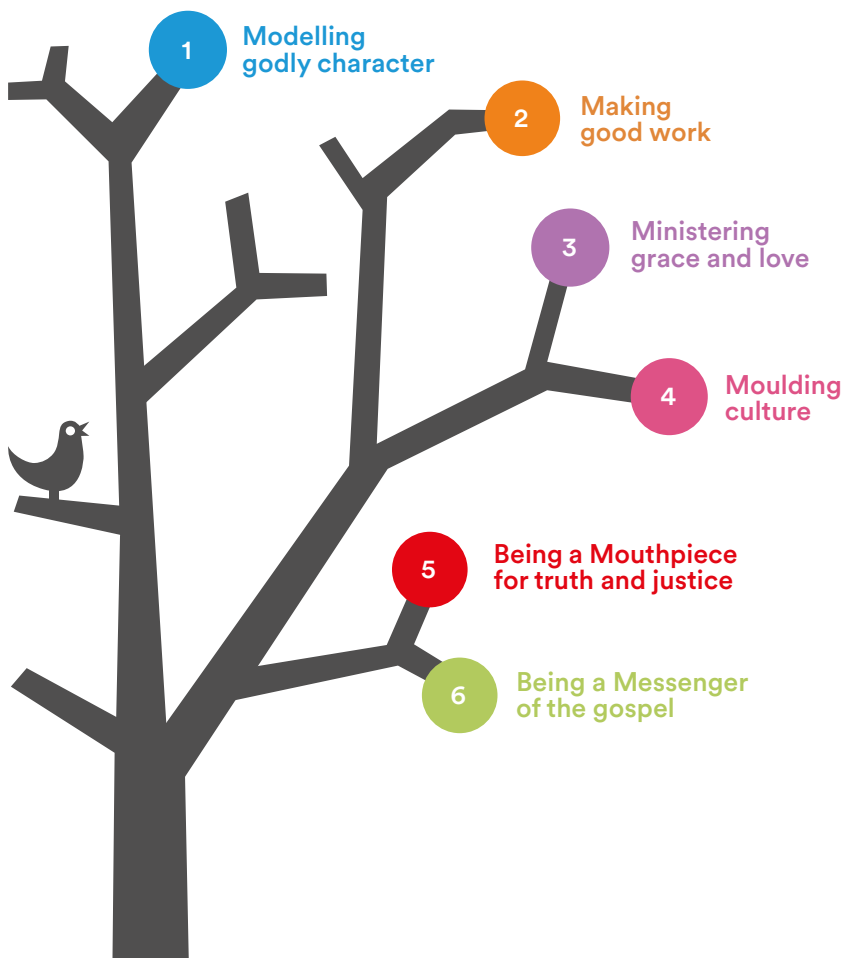 1
Modelling
godly character
2
Making
good work
3
Ministering
grace and love
4
Moulding
culture
5
Being a Mouthpiece
for truth and justice
6
Being a Messenger
of the gospel